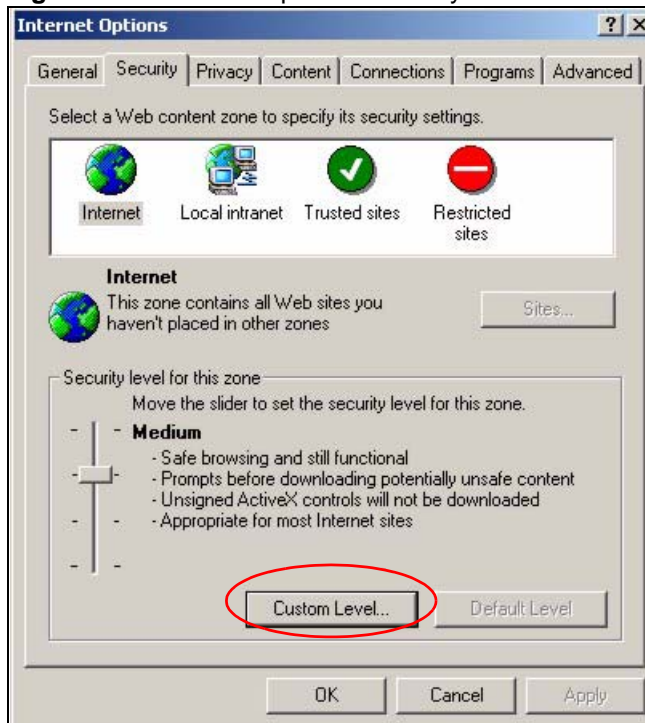 Internet Options
General Security Privacy Content Connections Programs Advanced
Select a Web content zone to specify its security settings.
Internet Local intranet Trusted sites Restricted sites
Internet
This zone contains all Web sites you
haven't placed in other zones
Sites...
Security level for this zone
Move the slider to set the security level for this zone.
Medium
- Safe browsing and still functional
- Prompts before downloading potentially unsafe content
- Unsigned ActiveX controls will not be downloaded
- Appropriate for most Internet sites
Custom Level... Default Level
OK Cancel Apply